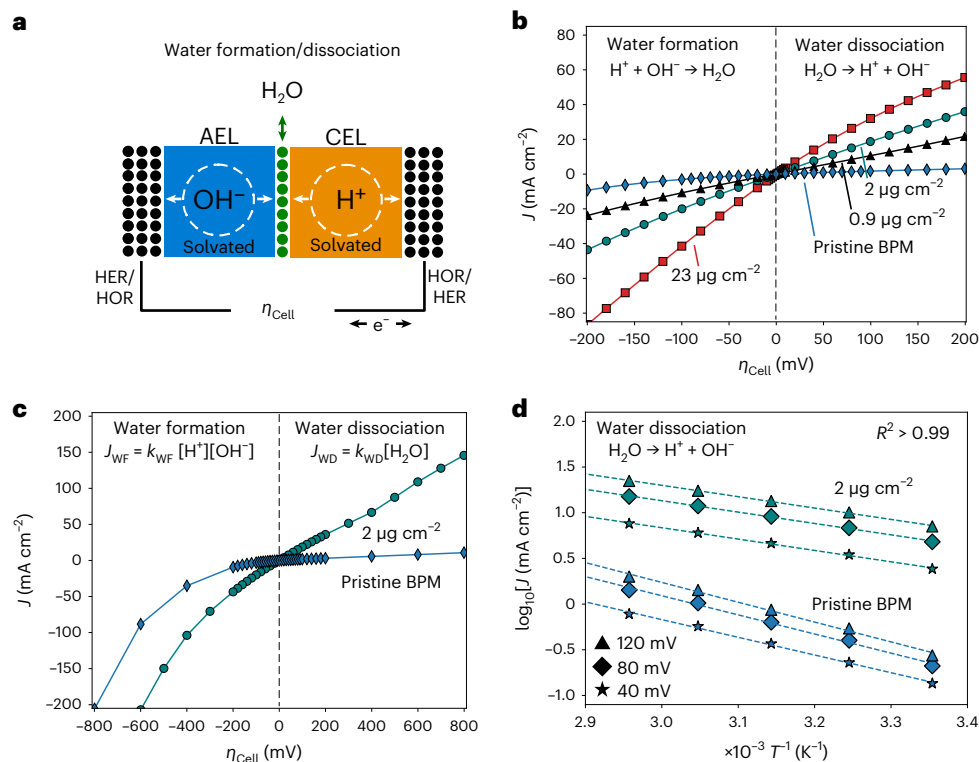 a
Water formation/dissociation
H₂O
AEL
CEL
OH⁻
H⁺
Solvated
Solvated
HER/
HOR
HOR/
HER
η_Cell
e⁻
b
Water formation
H⁺ + OH⁻ → H₂O
Water dissociation
H₂O → H⁺ + OH⁻
80
60
40
20
0
−20
−40
−60
−80
J (mA cm⁻²)
2 µg cm⁻²
0.9 µg cm⁻²
Pristine BPM
23 µg cm⁻²
−200 −150 −100 −50 0 50 100 150 200
η_Cell (mV)
c
Water formation
J_WF = k_WF [H⁺][OH⁻]
Water dissociation
J_WD = k_WD[H₂O]
200
150
100
50
0
−50
−100
−150
−200
J (mA cm⁻²)
2 µg cm⁻²
Pristine BPM
−800 −600 −400 −200 0 200 400 600 800
η_Cell (mV)
d
Water dissociation
H₂O → H⁺ + OH⁻
R² > 0.99
2.0
1.5
1.0
0.5
0
−0.5
−1.0
log₁₀[J (mA cm⁻²)]
2 µg cm⁻²
Pristine BPM
120 mV
80 mV
40 mV
2.9 3.0 3.1 3.2 3.3 3.4
×10⁻³ T⁻¹ (K⁻¹)